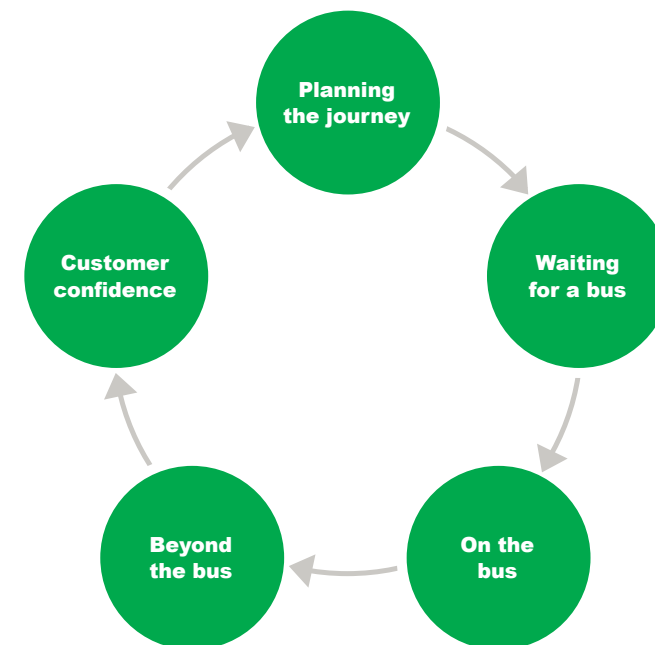 Planning
the journey
Waiting
for a bus
On the
bus
Beyond
the bus
Customer
confidence